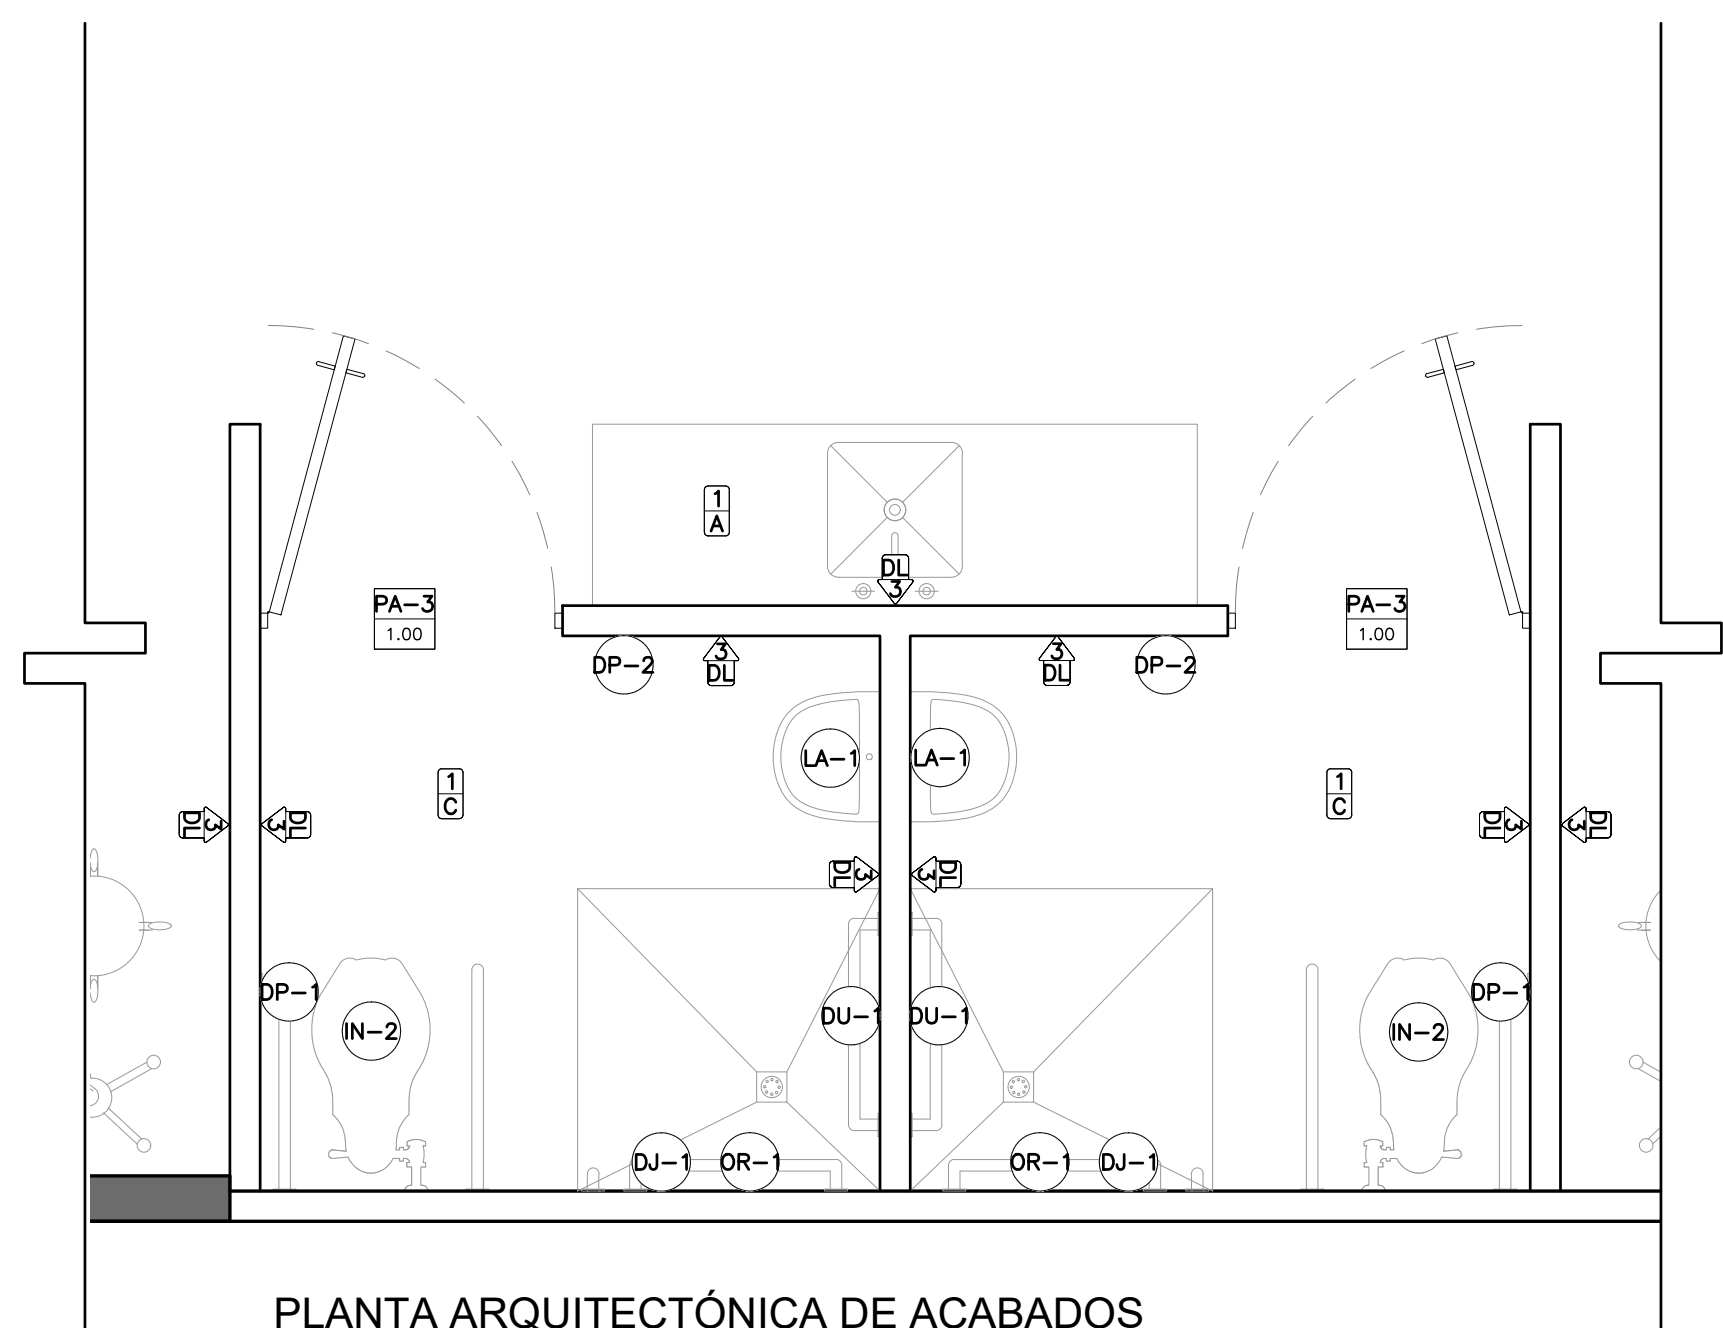 1
A
DL
3
PA-3
1.00
PA-3
1.00
DP-2
3
DL
3
DL
DP-2
LA-1
LA-1
1
C
1
C
DL
3
3
DL
DL
3
3
DL
DL
3
3
DL
DP-1
IN-2
DU-1
DU-1
IN-2
DP-1
DJ-1
OR-1
OR-1
DJ-1
PLANTA ARQUITECTÓNICA DE ACABADOS